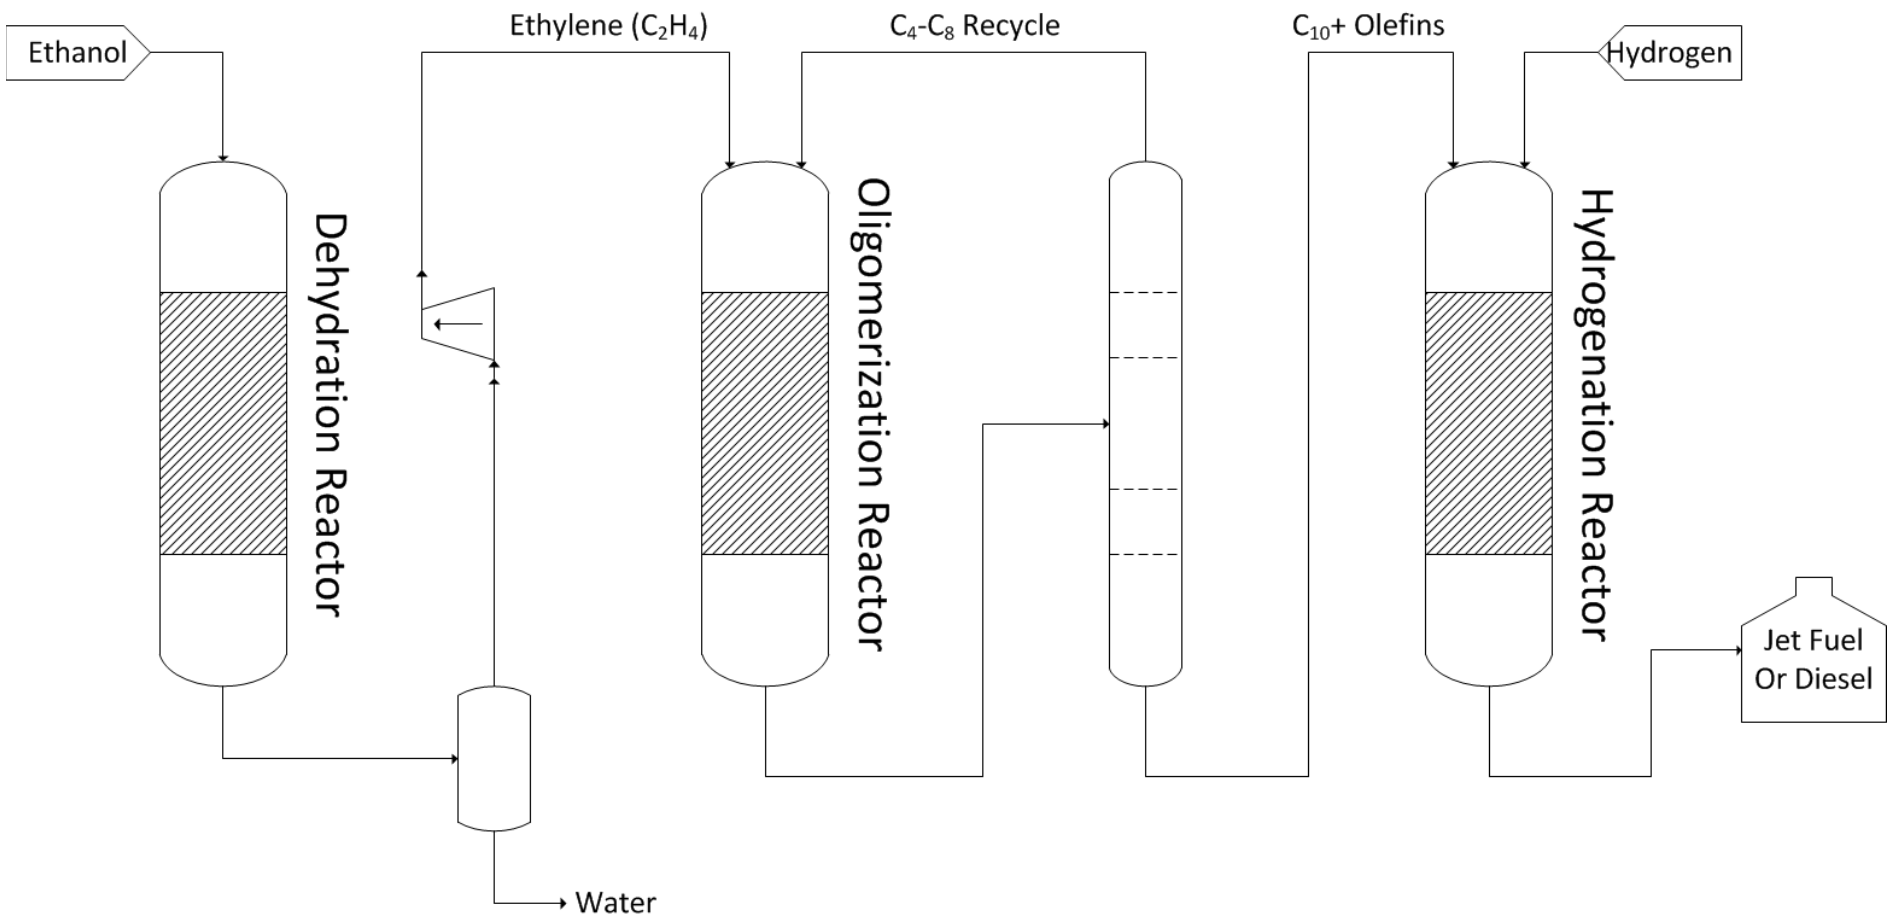 Ethanol
Ethylene (C₂H₄)
C₄-C₈ Recycle
C₁₀+ Olefins
Hydrogen
Dehydration Reactor
Oligomerization Reactor
Hydrogenation Reactor
Jet Fuel
Or Diesel
Water